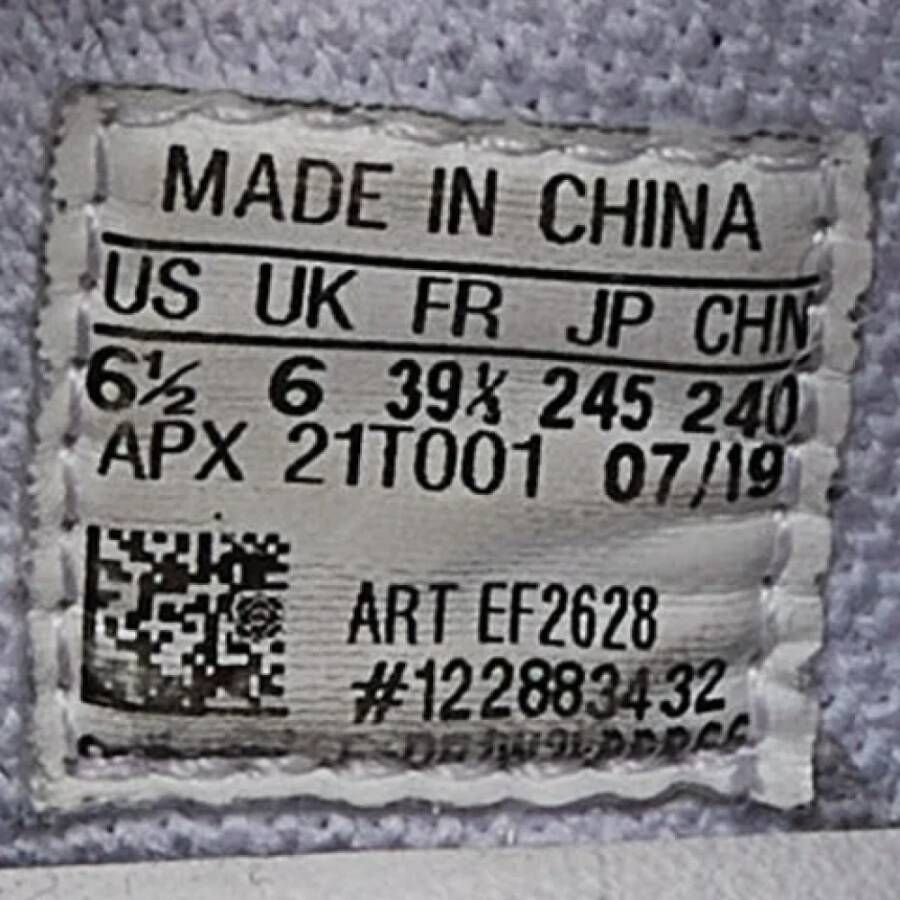 MADE IN CHINA
US UK FR JP CHN
6½ 6 39⅓ 245 240
APX 21T001 07/19
ART EF2628
#122883432